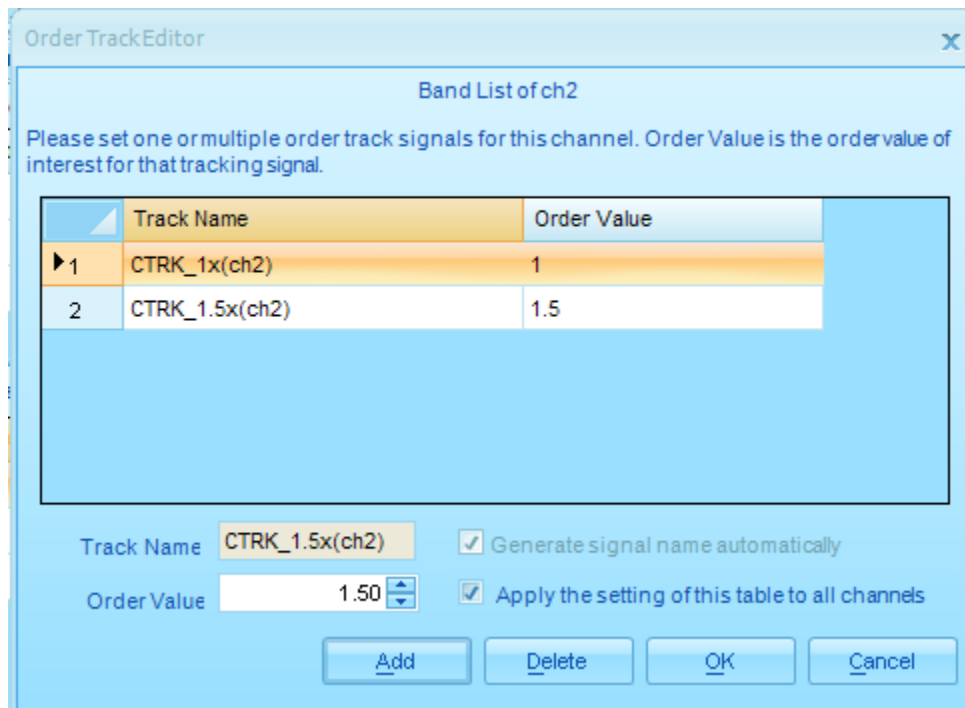 Order Track Editor
x
Band List of ch2
Please set one or multiple order track signals for this channel. Order Value is the order value of
interest for that tracking signal.
Track Name Order Value
1 CTRK_1x(ch2) 1
2 CTRK_1.5x(ch2) 1.5
Track Name CTRK_1.5x(ch2) Generate signal name automatically
Order Value 1.50 Apply the setting of this table to all channels
Add Delete OK Cancel